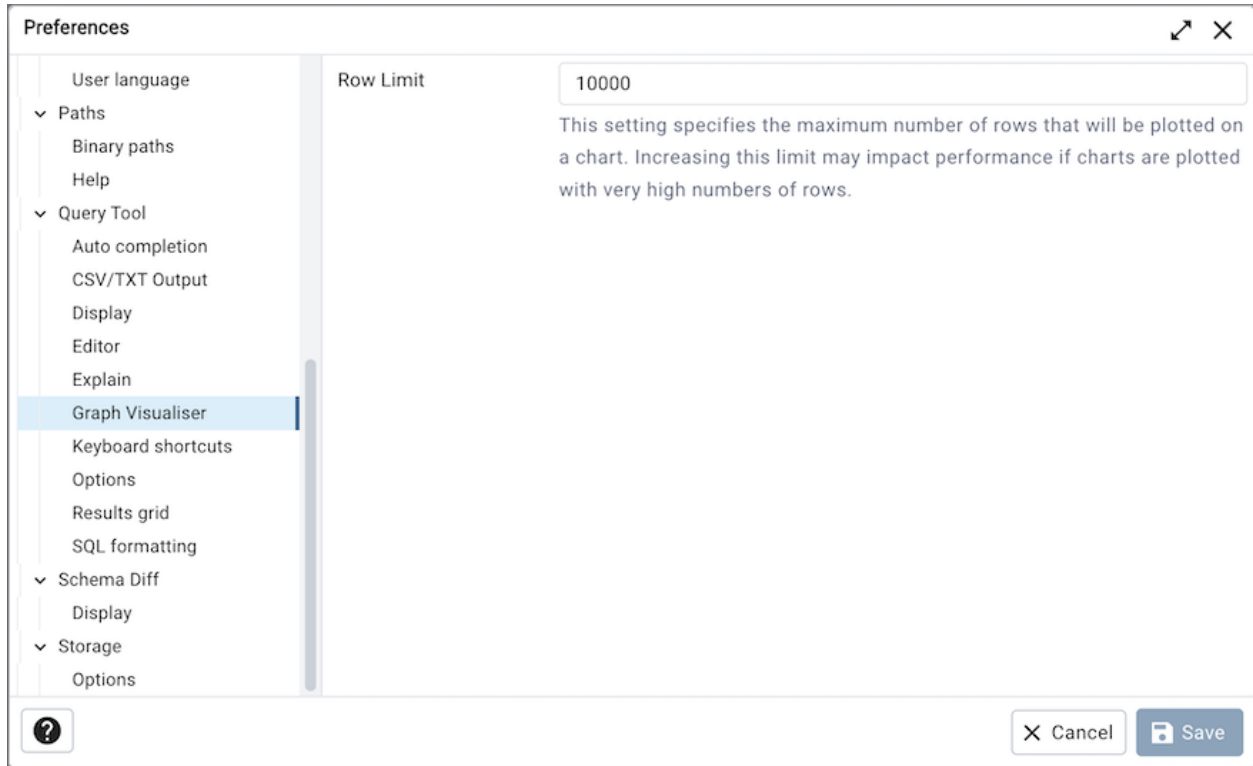 Preferences
User language
Paths
Binary paths
Help
Query Tool
Auto completion
CSV/TXT Output
Display
Editor
Explain
Graph Visualiser
Keyboard shortcuts
Options
Results grid
SQL formatting
Schema Diff
Display
Storage
Options
Row Limit
10000
This setting specifies the maximum number of rows that will be plotted on
a chart. Increasing this limit may impact performance if charts are plotted
with very high numbers of rows.
Cancel
Save